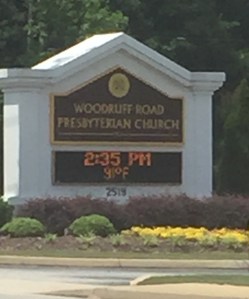 WOODRUFF ROAD
PRESBYTERIAN CHURCH
2:35 PM
91°F
2519